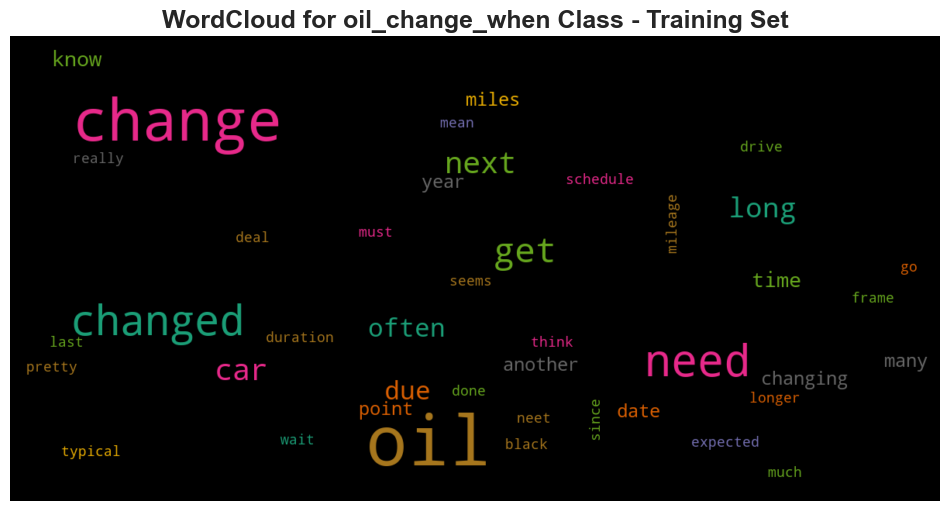 WordCloud for oil_change_when Class - Training Set
know
change
miles
mean
really
next
drive
year
schedule
long
mileage
must
deal
get
go
seems
time
frame
changed
often
duration
last
think
need
pretty
car
another
many
changing
due
done
longer
point
date
neet
since
oil
black
wait
expected
typical
much